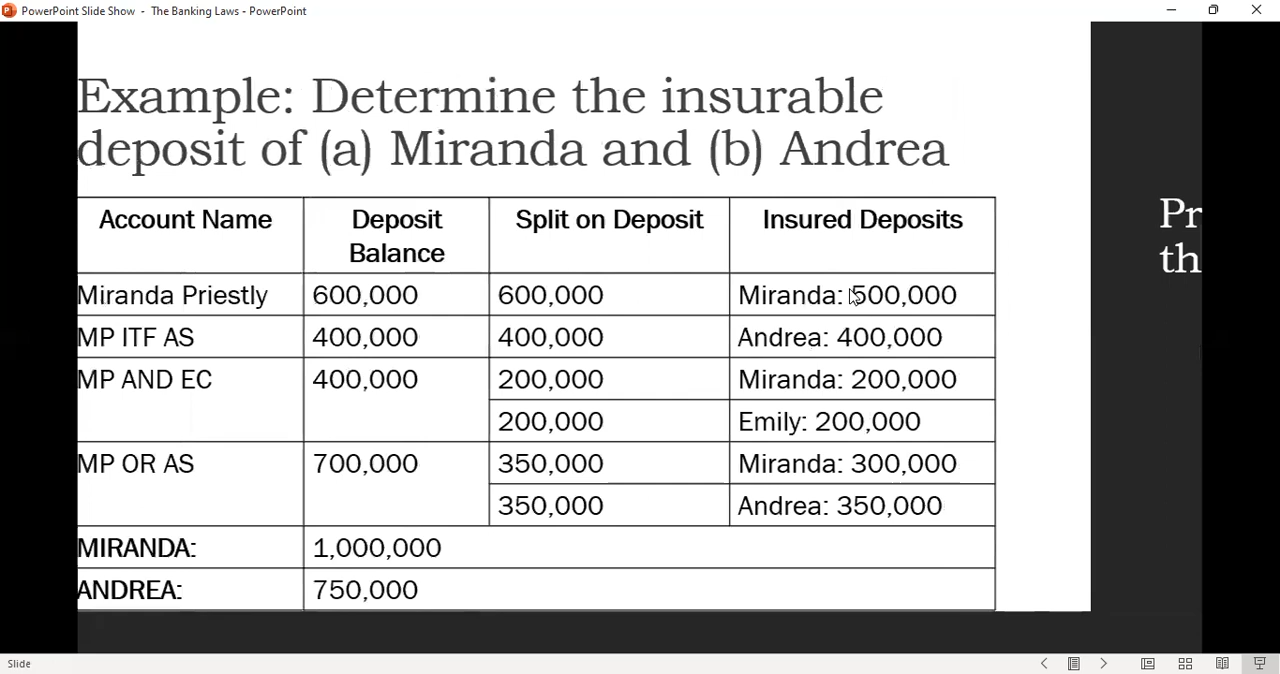 PowerPoint Slide Show - The Banking Laws - PowerPoint
Example: Determine the insurable
deposit of (a) Miranda and (b) Andrea
Account Name Deposit Balance Split on Deposit Insured Deposits
Miranda Priestly 600,000 600,000 Miranda: 500,000
MP ITF AS 400,000 400,000 Andrea: 400,000
MP AND EC 400,000 200,000 Miranda: 200,000
200,000 Emily: 200,000
MP OR AS 700,000 350,000 Miranda: 300,000
350,000 Andrea: 350,000
MIRANDA: 1,000,000
ANDREA: 750,000
Pr
th
Slide